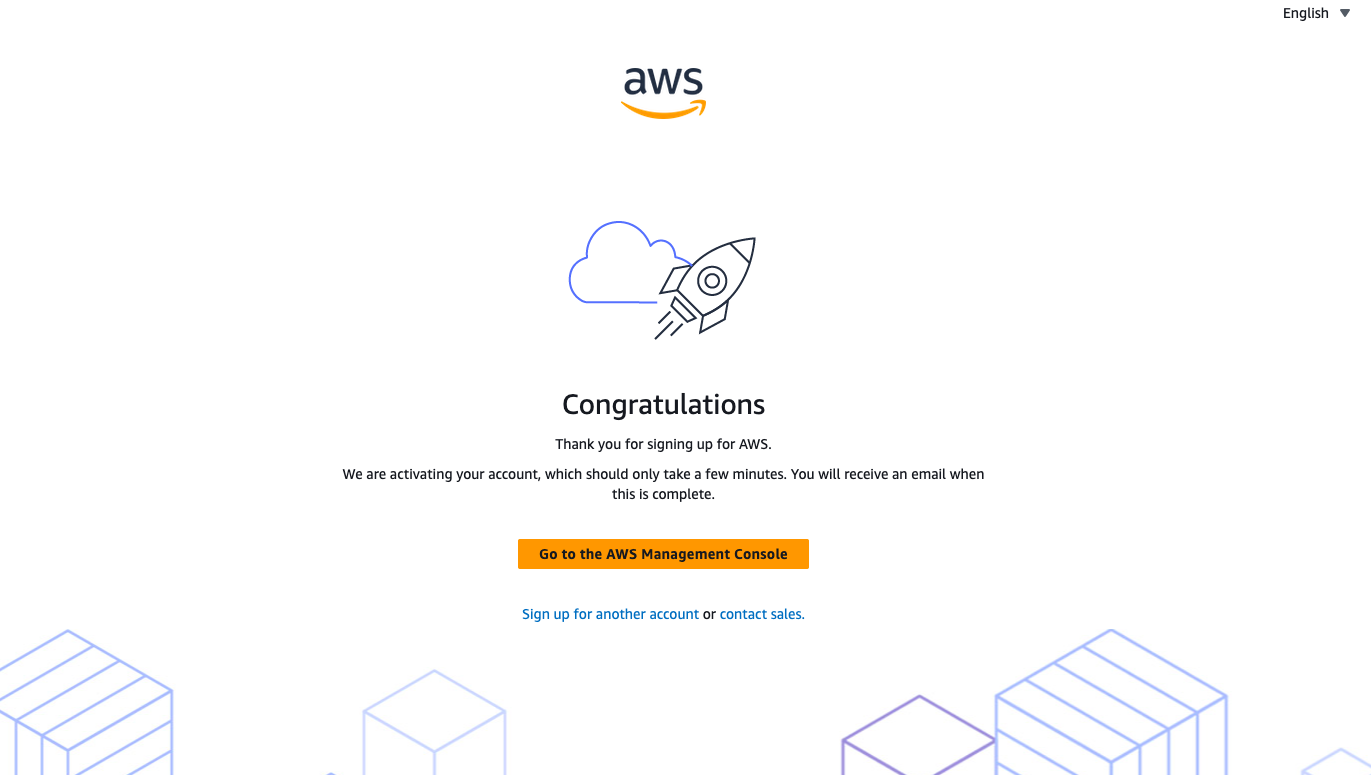 English
aws
Congratulations
Thank you for signing up for AWS.
We are activating your account, which should only take a few minutes. You will receive an email when
this is complete.
Go to the AWS Management Console
Sign up for another account or contact sales.